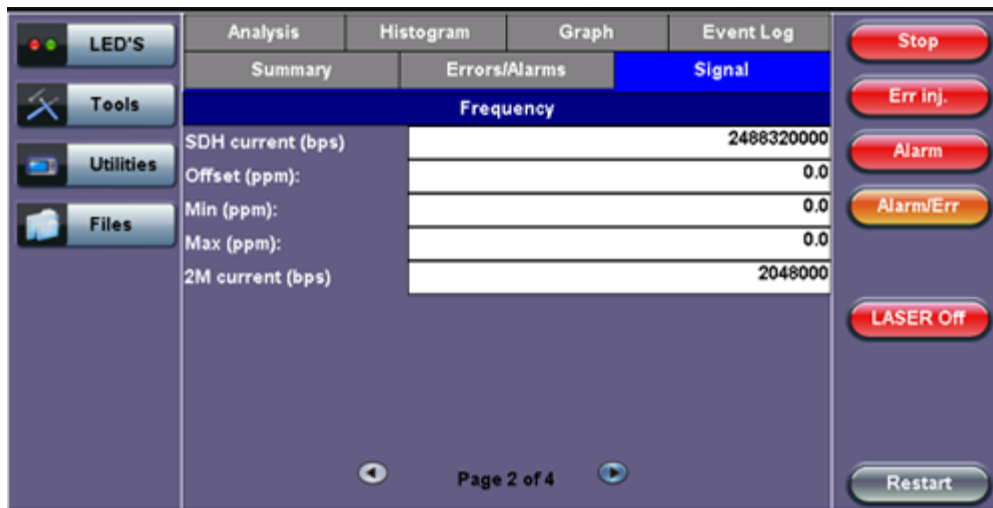 LED'S
Tools
Utilities
Files
Analysis Histogram Graph Event Log
Summary Errors/Alarms Signal
Frequency
SDH current (bps) 2488320000
Offset (ppm): 0.0
Min (ppm): 0.0
Max (ppm): 0.0
2M current (bps) 2048000
Page 2 of 4
Stop
Err inj.
Alarm
Alarm/Err
LASER Off
Restart